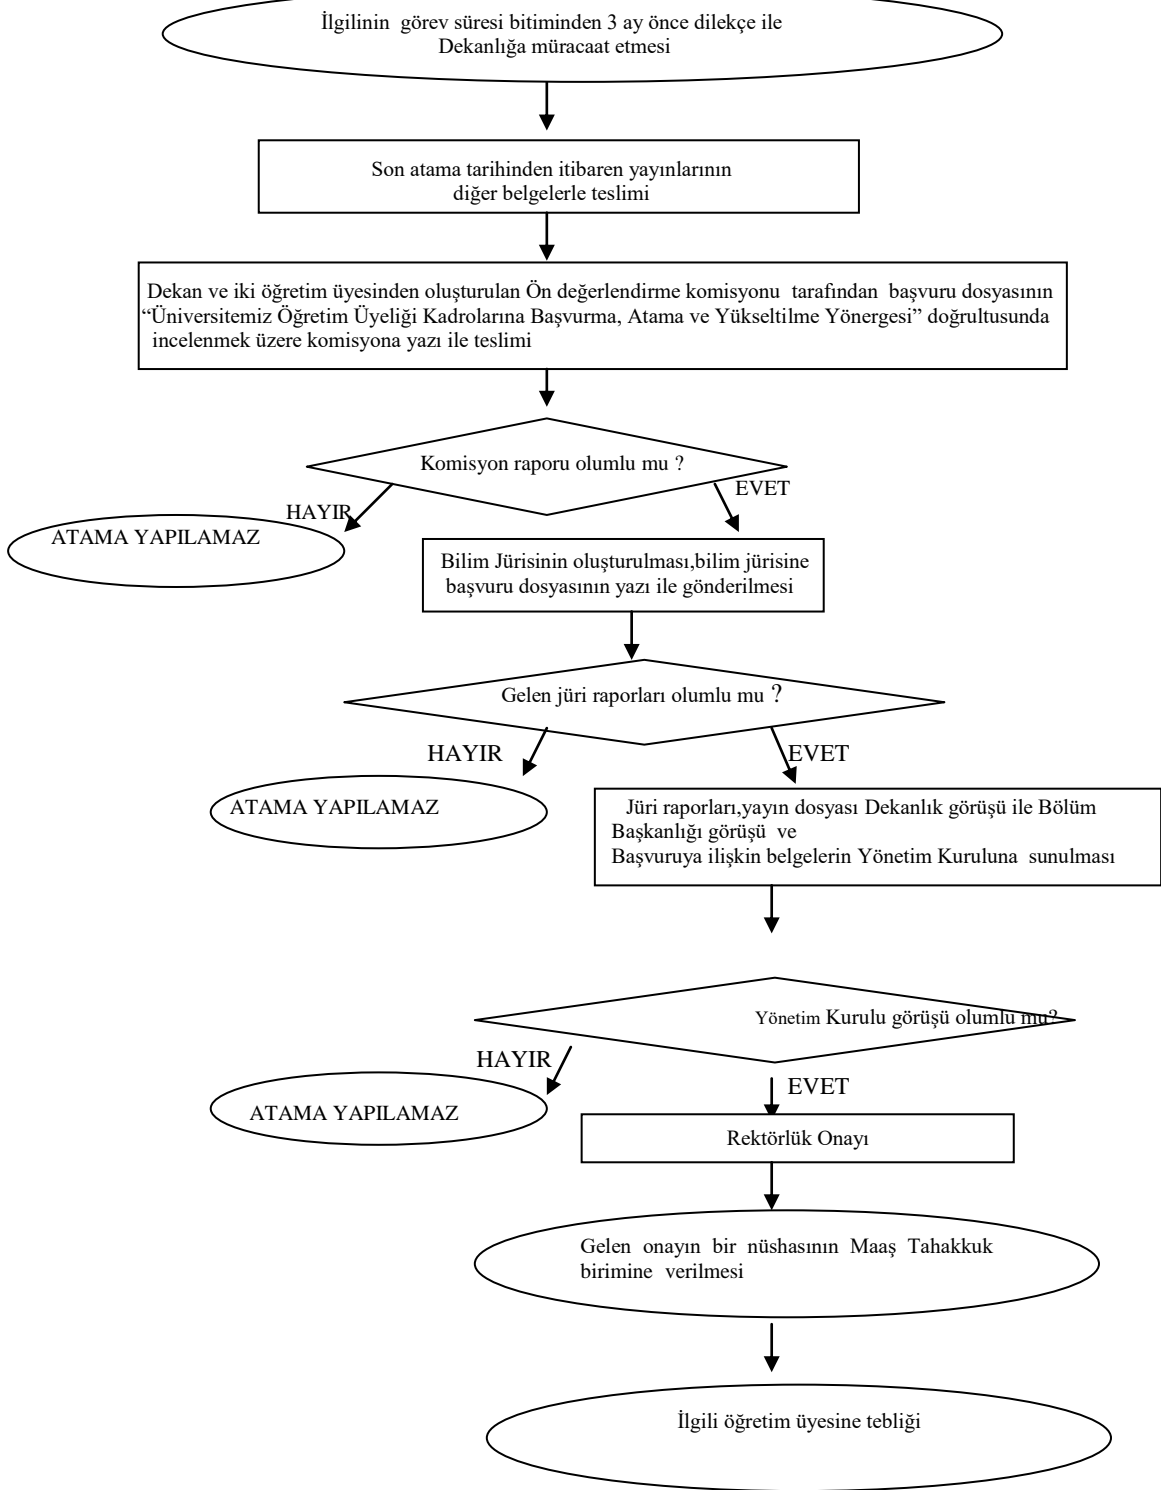 İlgilinin görev süresi bitiminden 3 ay önce dilekçe ile
Dekanlığa müracaat etmesi
Son atama tarihinden itibaren yayınlarının
diğer belgelerle teslimi
Dekan ve iki öğretim üyesinden oluşturulan Ön değerlendirme komisyonu tarafından başvuru dosyasının
“Üniversitemiz Öğretim Üyeliği Kadrolarına Başvurma, Atama ve Yükseltilme Yönergesi” doğrultusunda
incelenmek üzere komisyona yazı ile teslimi
Komisyon raporu olumlu mu ?
EVET
HAYIR
ATAMA YAPILAMAZ
Bilim Jürisinin oluşturulması,bilim jürisine
başvuru dosyasının yazı ile gönderilmesi
Gelen jüri raporları olumlu mu ?
HAYIR
EVET
ATAMA YAPILAMAZ
Jüri raporları,yayın dosyası Dekanlık görüşü ile Bölüm
Başkanlığı görüşü ve
Başvuruya ilişkin belgelerin Yönetim Kuruluna sunulması
Yönetim Kurulu görüşü olumlu mu?
HAYIR
EVET
ATAMA YAPILAMAZ
Rektörlük Onayı
Gelen onayın bir nüshasının Maaş Tahakkuk
birimine verilmesi
İlgili öğretim üyesine tebliği